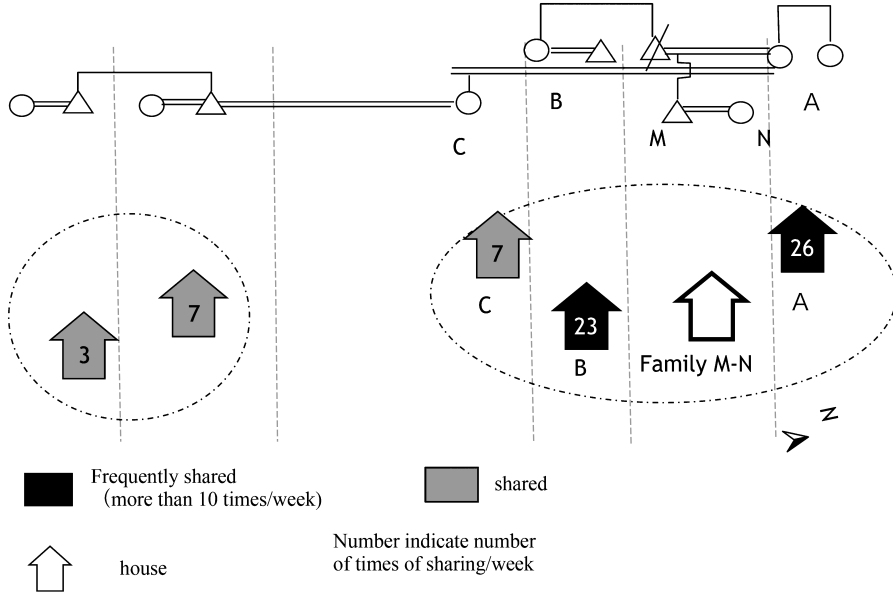 B
A
C
M
N
7
26
23
7
3
C
A
B
Family M-N
N
Frequently shared
(more than 10 times/week)
shared
house
Number indicate number
of times of sharing/week